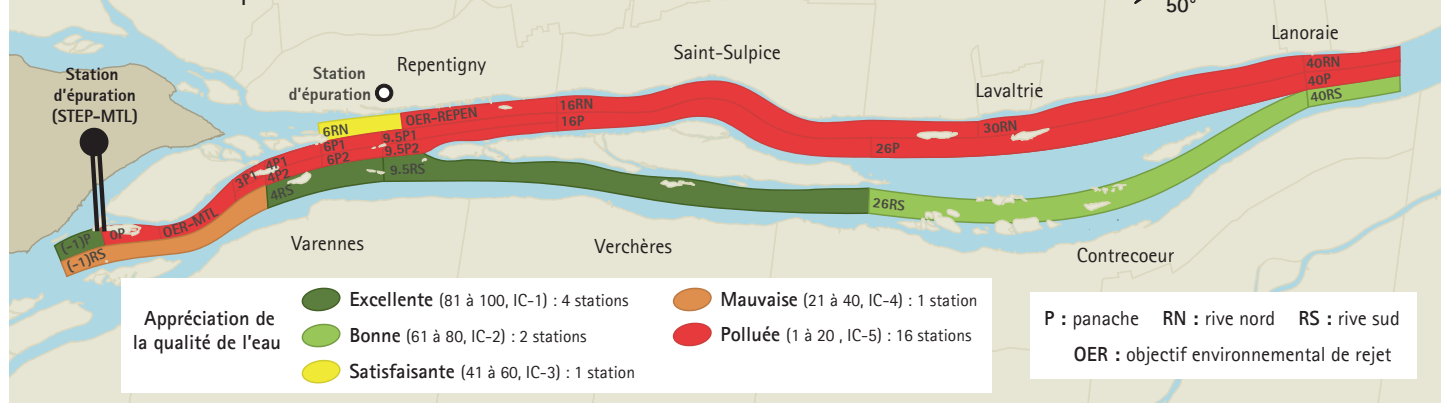 50°
Lanoraie
Saint-Sulpice
Repentigny
Station
d'épuration
Station
d'épuration
(STEP-MTL)
Lavaltrie
40RN
40P
40RS
16RN
16P
30RN
26P
OER-REPEN
6RN
9.5P1
9.5P2
6P1
6P2
4P1
4P2
3P1
9.5RS
4RS
26RS
OER-MTL
0P
(-1)P
(-1)RS
Varennes
Verchères
Contrecoeur
Appréciation de
la qualité de l'eau
Excellente (81 à 100, IC-1) : 4 stations
Bonne (61 à 80, IC-2) : 2 stations
Satisfaisante (41 à 60, IC-3) : 1 station
Mauvaise (21 à 40, IC-4) : 1 station
Polluée (1 à 20 , IC-5) : 16 stations
P : panache RN : rive nord RS : rive sud
OER : objectif environnemental de rejet